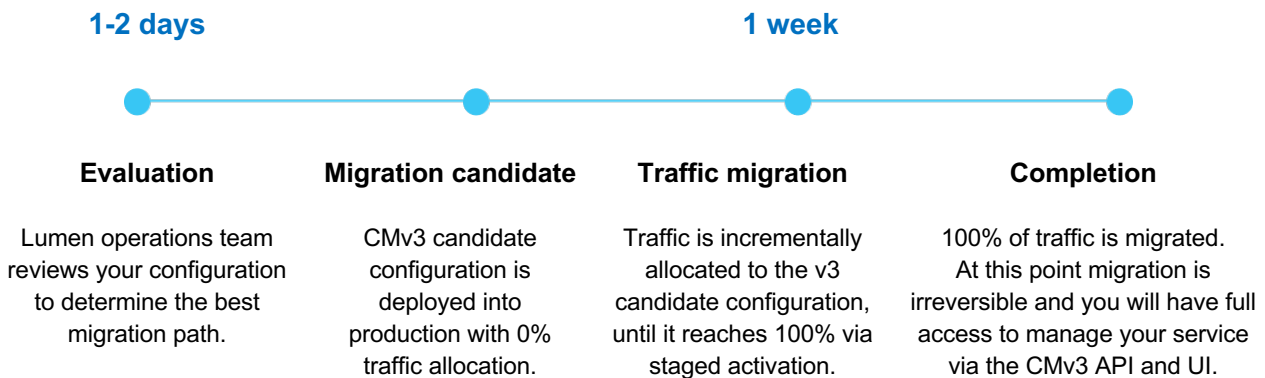 1-2 days
1 week
Evaluation
Lumen operations team
reviews your configuration
to determine the best
migration path.
Migration candidate
CMv3 candidate
configuration is
deployed into
production with 0%
traffic allocation.
Traffic migration
Traffic is incrementally
allocated to the v3
candidate configuration,
until it reaches 100% via
staged activation.
Completion
100% of traffic is migrated.
At this point migration is
irreversible and you will have full
access to manage your service
via the CMv3 API and UI.